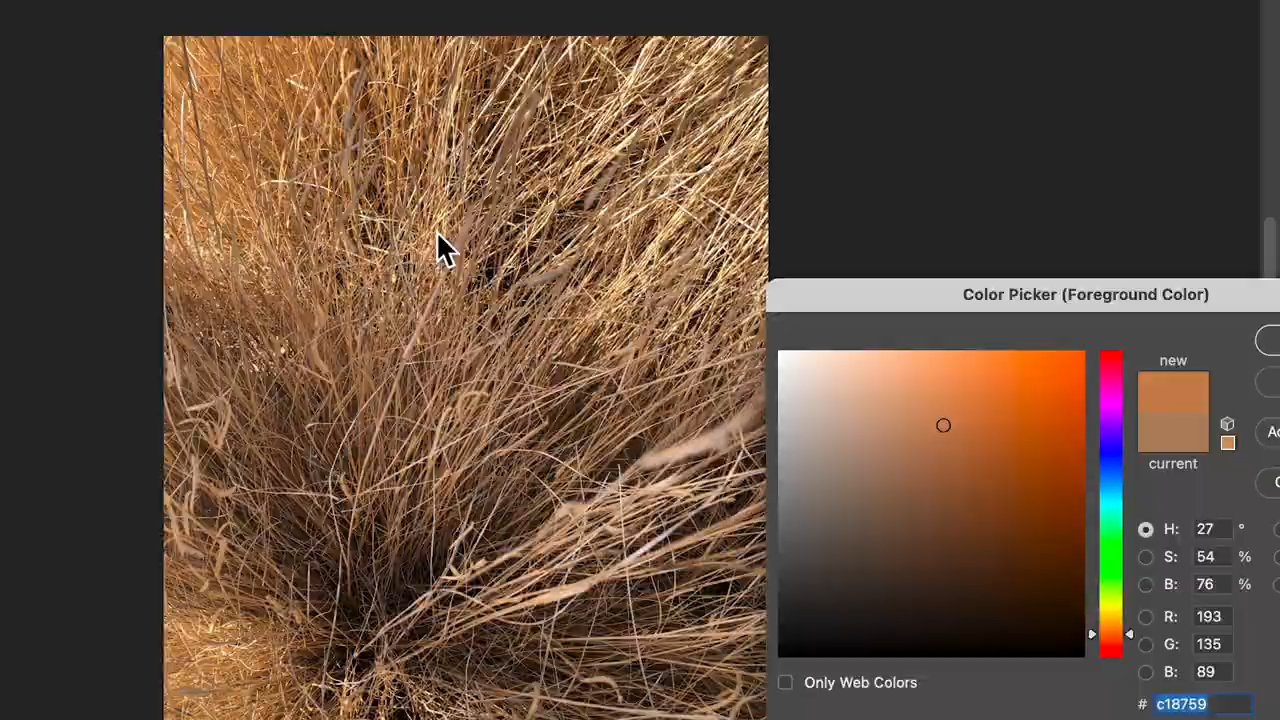 Color Picker (Foreground Color)
new
current
H: 27 °
S: 54 %
B: 76 %
R: 193
G: 135
B: 89
# c18759
Only Web Colors